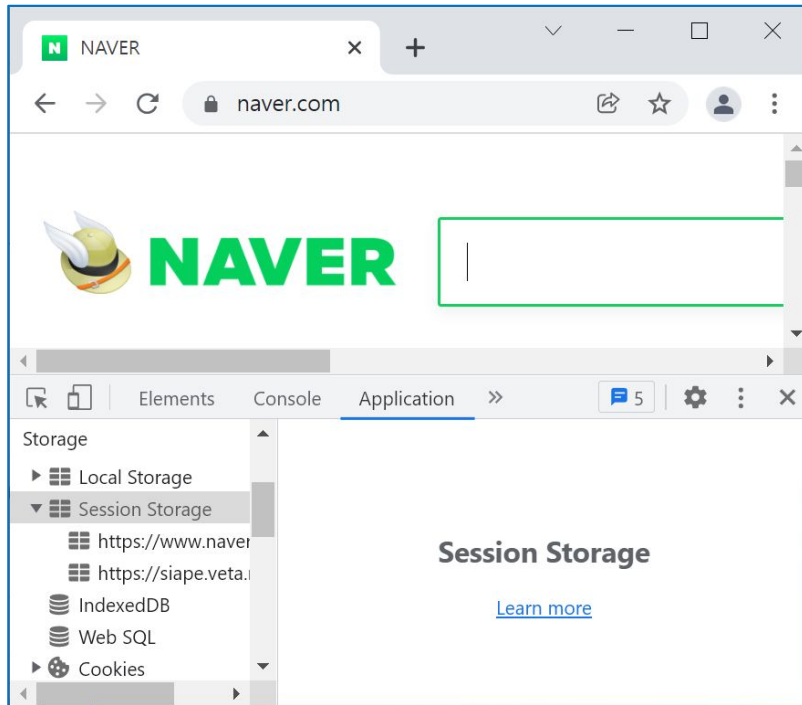 N NAVER
naver.com
NAVER
Elements Console Application 5
Storage
Local Storage
Session Storage
https://www.naver
https://siape.veta.
IndexedDB
Web SQL
Cookies
Session Storage
Learn more